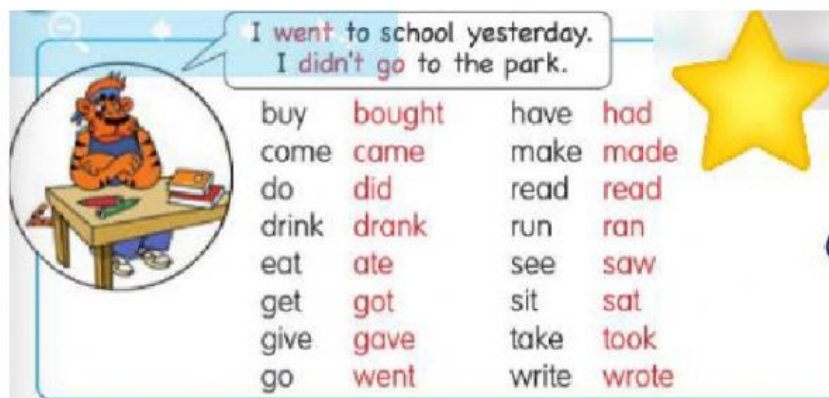 I went to school yesterday.
I didn't go to the park.
buy bought have had
come came make made
do did read read
drink drank run ran
eat ate see saw
get got sit sat
give gave take took
go went write wrote